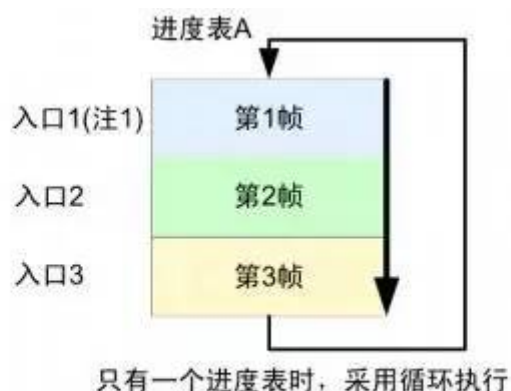 进度表A
入口1(注1) 第1帧
入口2 第2帧
入口3 第3帧
只有一个进度表时，采用循环执行